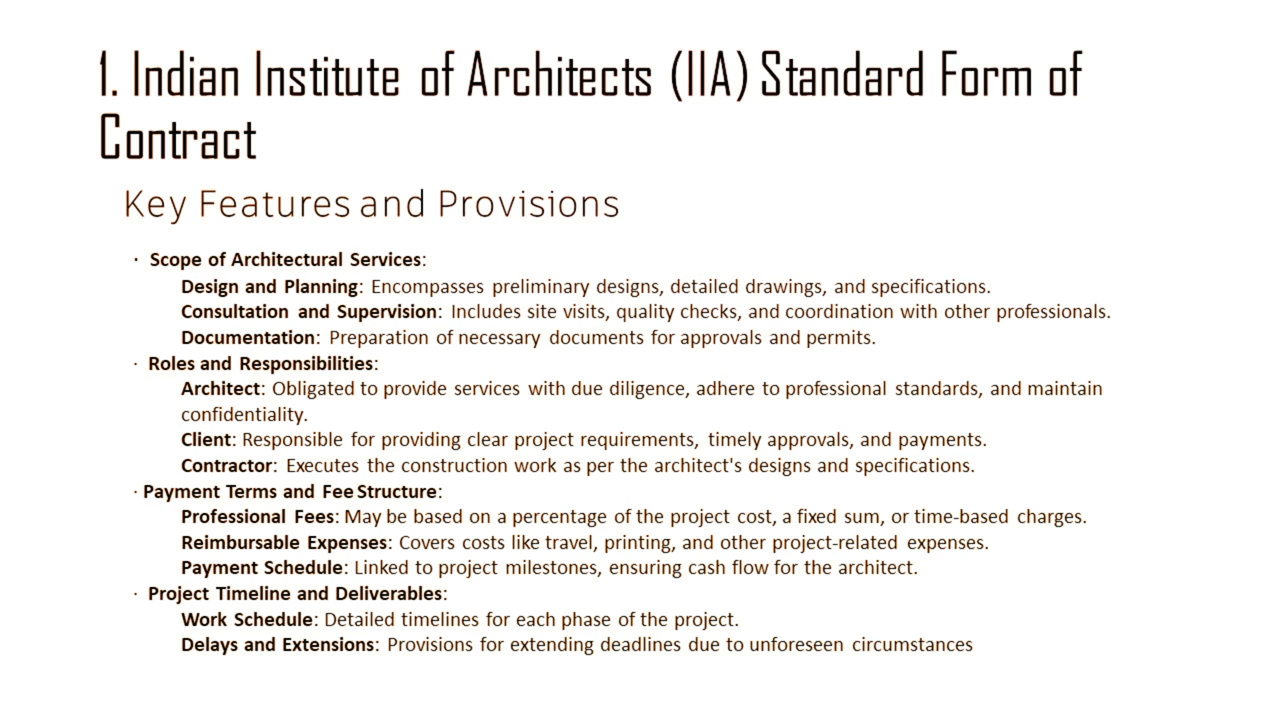 1. Indian Institute of Architects (IIA) Standard Form of
Contract
Key Features and Provisions
· Scope of Architectural Services:
Design and Planning: Encompasses preliminary designs, detailed drawings, and specifications.
Consultation and Supervision: Includes site visits, quality checks, and coordination with other professionals.
Documentation: Preparation of necessary documents for approvals and permits.
· Roles and Responsibilities:
Architect: Obligated to provide services with due diligence, adhere to professional standards, and maintain
confidentiality.
Client: Responsible for providing clear project requirements, timely approvals, and payments.
Contractor: Executes the construction work as per the architect's designs and specifications.
· Payment Terms and Fee Structure:
Professional Fees: May be based on a percentage of the project cost, a fixed sum, or time-based charges.
Reimbursable Expenses: Covers costs like travel, printing, and other project-related expenses.
Payment Schedule: Linked to project milestones, ensuring cash flow for the architect.
· Project Timeline and Deliverables:
Work Schedule: Detailed timelines for each phase of the project.
Delays and Extensions: Provisions for extending deadlines due to unforeseen circumstances